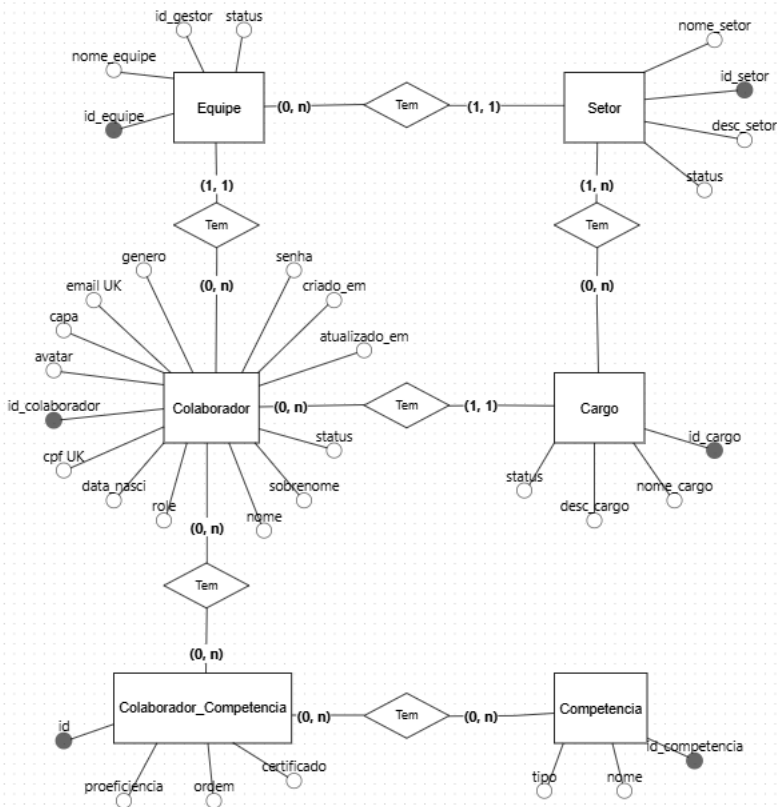 id_gestor
status
nome_setor
nome_equipe
id_setor
Equipe
(0, n)
Tem
(1, 1)
Setor
id_equipe
desc_setor
status
(1, 1)
(1, n)
Tem
Tem
genero
senha
email UK
(0, n)
criado_em
(0, n)
capa
atualizado_em
avatar
id_colaborador
Colaborador
(0, n)
Tem
(1, 1)
Cargo
status
id_cargo
cpf UK
data_nasci
sobrenome
status
nome_cargo
role
nome
desc_cargo
(0, n)
Tem
(0, n)
Colaborador_Competencia
(0, n)
Tem
(0, n)
Competencia
id
id_competencia
certificado
proeficiencia
ordem
tipo
nome